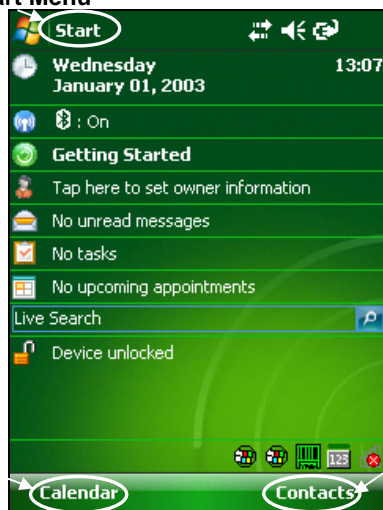 Start Menu
Start
Wednesday 13:07
January 01, 2003
: On
Getting Started
Tap here to set owner information
No unread messages
No tasks
No upcoming appointments
Live Search
Device unlocked
123
Calendar Contacts